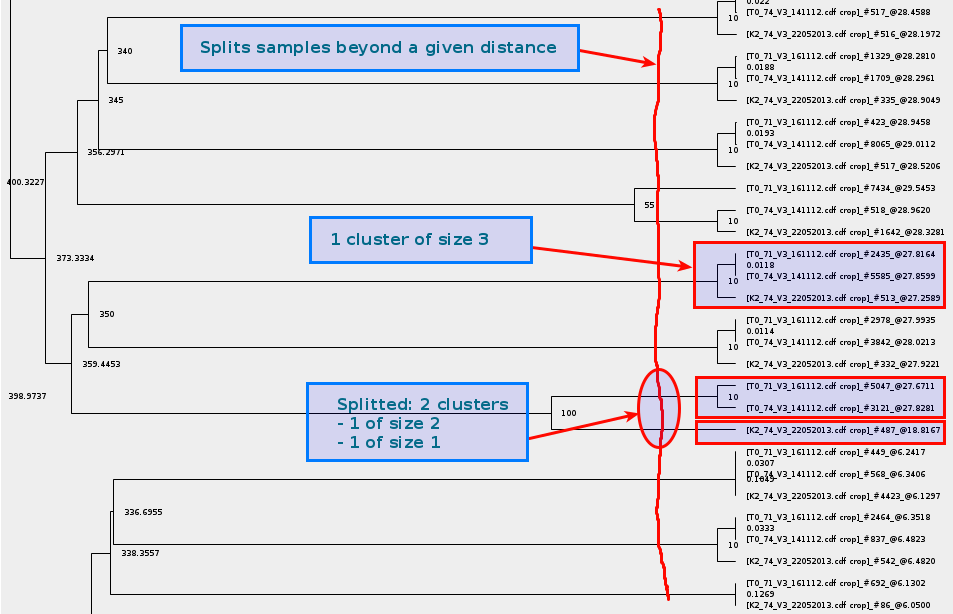 0.022
[T0_74_V3_141112.cdf crop]_#517_@28.4588
10
[K2_74_V3_22052013.cdf crop]_#516_@28.1972
Splits samples beyond a given distance
340
[T0_71_V3_161112.cdf crop]_#1329_@28.2810
0.0188
[T0_74_V3_141112.cdf crop]_#1709_@28.2961
10
[K2_74_V3_22052013.cdf crop]_#335_@28.9049
345
[T0_71_V3_161112.cdf crop]_#423_@28.9458
0.0193
[T0_74_V3_141112.cdf crop]_#8065_@29.0112
10
356.2971
[K2_74_V3_22052013.cdf crop]_#517_@28.5206
400.3227
[T0_71_V3_161112.cdf crop]_#7434_@29.5453
55
[T0_74_V3_141112.cdf crop]_#518_@28.9620
10
[K2_74_V3_22052013.cdf crop]_#1642_@28.3281
1 cluster of size 3
373.3334
[T0_71_V3_161112.cdf crop]_#2435_@27.8164
0.0118
[T0_74_V3_141112.cdf crop]_#5585_@27.8599
10
[K2_74_V3_22052013.cdf crop]_#513_@27.2589
350
[T0_71_V3_161112.cdf crop]_#2978_@27.9935
0.0114
[T0_74_V3_141112.cdf crop]_#3842_@28.0213
10
359.4453
[K2_74_V3_22052013.cdf crop]_#332_@27.9221
398.9737
Splitted: 2 clusters
- 1 of size 2
- 1 of size 1
100
[T0_71_V3_161112.cdf crop]_#5047_@27.6711
10
[T0_74_V3_141112.cdf crop]_#3121_@27.8281
[K2_74_V3_22052013.cdf crop]_#487_@18.8167
[T0_71_V3_161112.cdf crop]_#449_@6.2417
0.0307
[T0_74_V3_141112.cdf crop]_#568_@6.3406
[K2_74_V3_22052013.cdf crop]_#4423_@6.1297
336.6955
[T0_71_V3_161112.cdf crop]_#2464_@6.3518
0.0333
[T0_74_V3_141112.cdf crop]_#837_@6.4823
10
338.3557
[K2_74_V3_22052013.cdf crop]_#542_@6.4820
[T0_71_V3_161112.cdf crop]_#692_@6.1302
0.1269
[K2_74_V3_22052013.cdf crop]_#86_@6.0500